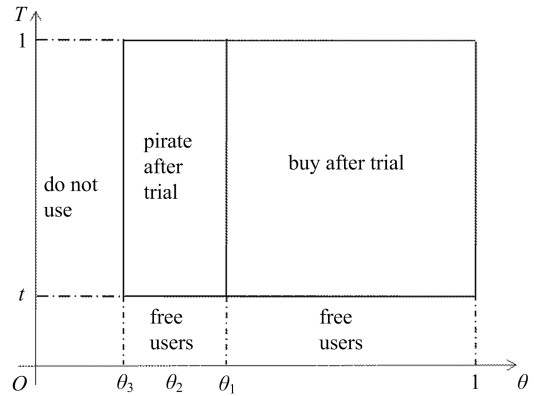 T
1
pirate
after
trial
buy after trial
do not
use
t
free
users
free
users
O
θ₃
θ₂
θ₁
1
θ